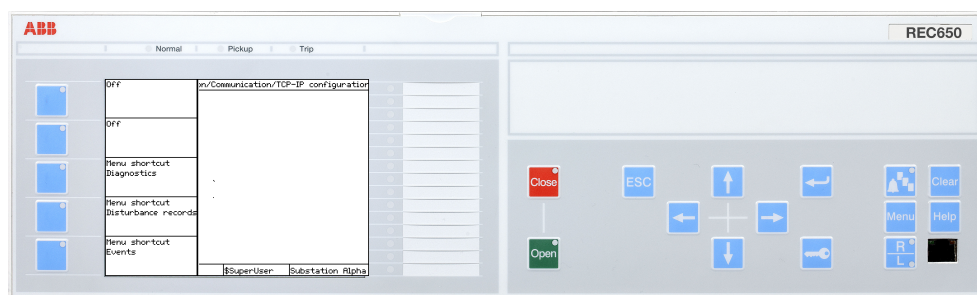 ABB
REC650
Normal
Pickup
Trip
Off
on/Communication/TCP-IP configuration
Off
Menu shortcut
Diagnostics
Menu shortcut
Disturbance records
Menu shortcut
Events
$SuperUser
Substation Alpha
Close
ESC
Clear
Menu
Help
Open
R
L